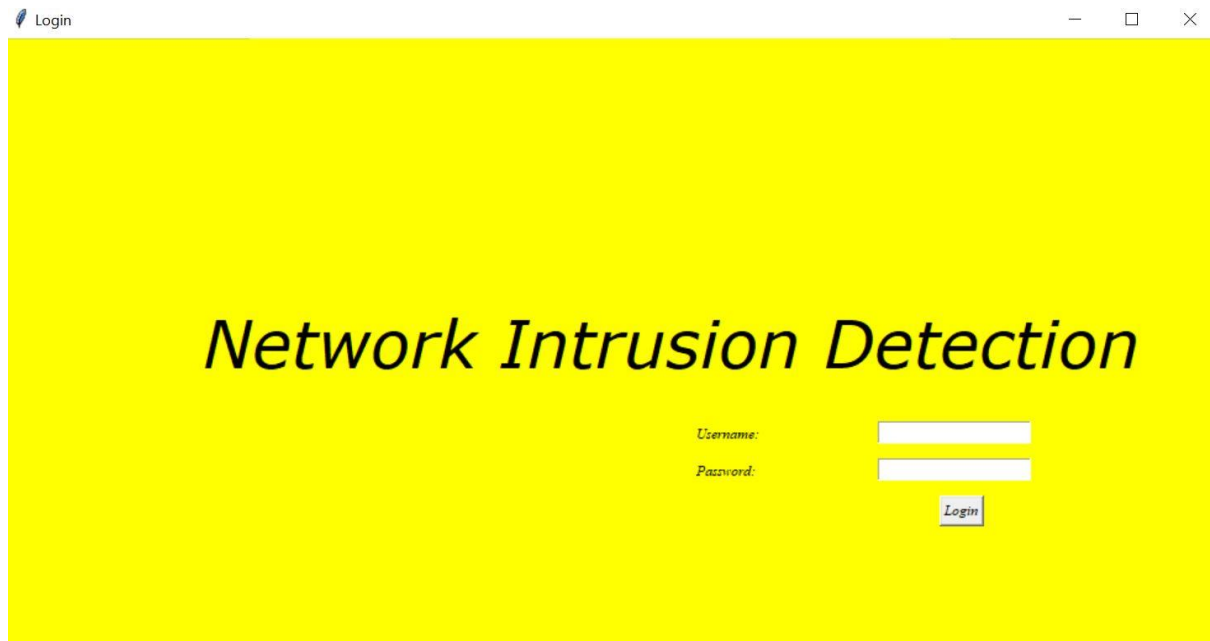 Login
Network Intrusion Detection
Username:
Password:
Login